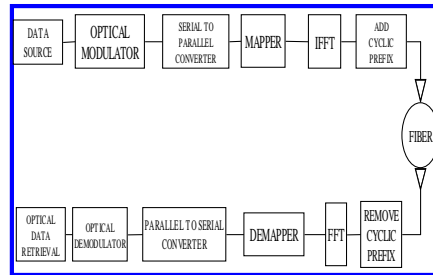 DATA
SOURCE
OPTICAL
MODULATOR
SERIAL TO
PARALLEL
CONVERTER
MAPPER
IFFT
ADD
CYCLIC
PREFIX
FIBER
OPTICAL
DATA
RETRIEVAL
OPTICAL
DEMODULATOR
PARALLEL TO SERIAL
CONVERTER
DEMAPPER
FFT
REMOVE
CYCLIC
PREFIX